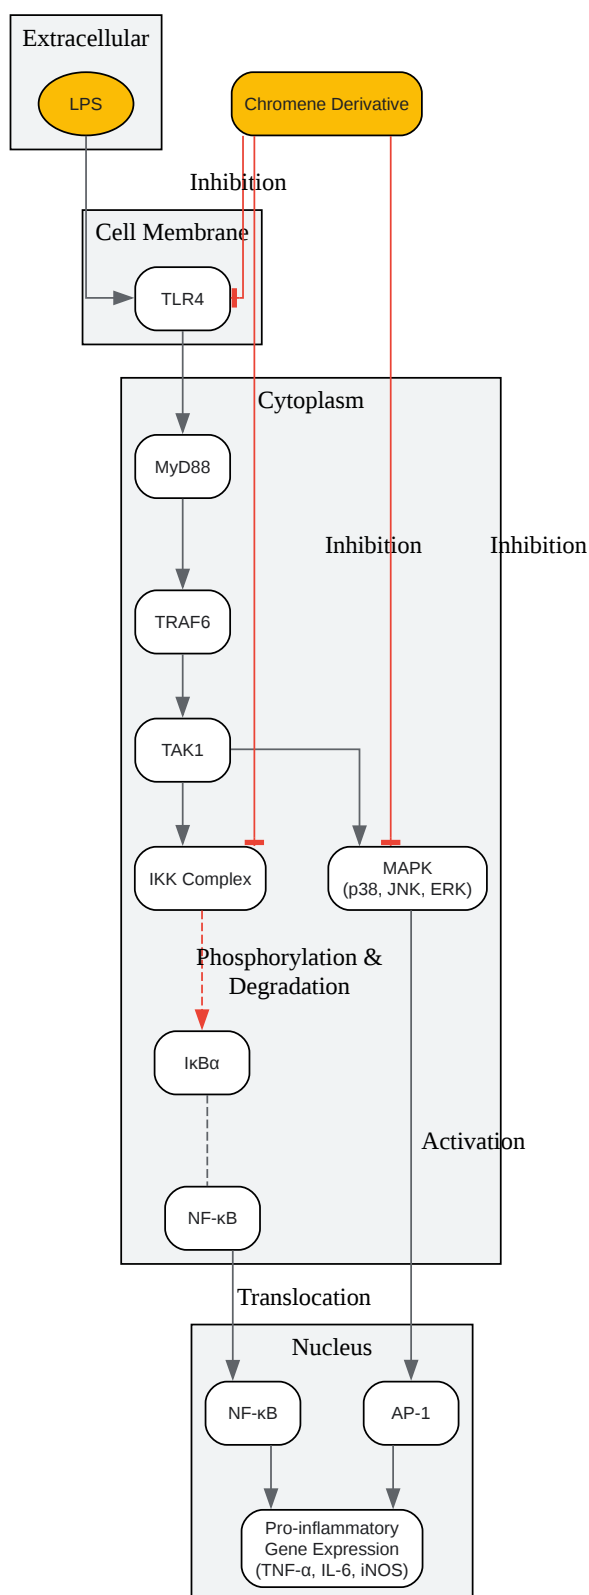 Extracellular
LPS
Chromene Derivative
Inhibition
Cell Membrane
TLR4
Cytoplasm
MyD88
Inhibition
Inhibition
TRAF6
TAK1
IKK Complex
MAPK
(p38, JNK, ERK)
Phosphorylation &
Degradation
IκBα
Activation
NF-κB
Translocation
Nucleus
NF-κB
AP-1
Pro-inflammatory
Gene Expression
(TNF-α, IL-6, iNOS)